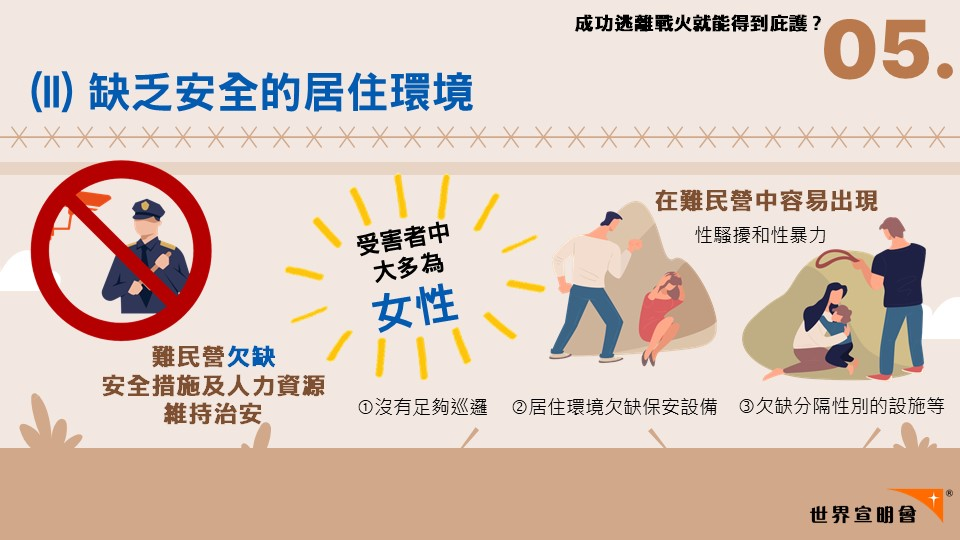 成功逃離戰火就能得到庇護？
05.
(II) 缺乏安全的居住環境
受害者中
大多為
女性
在難民營中容易出現
性騷擾和性暴力
難民營欠缺
安全措施及人力資源
維持治安
①沒有足夠巡邏
②居住環境欠缺保安設備
③欠缺分隔性別的設施等
世界宣明會®